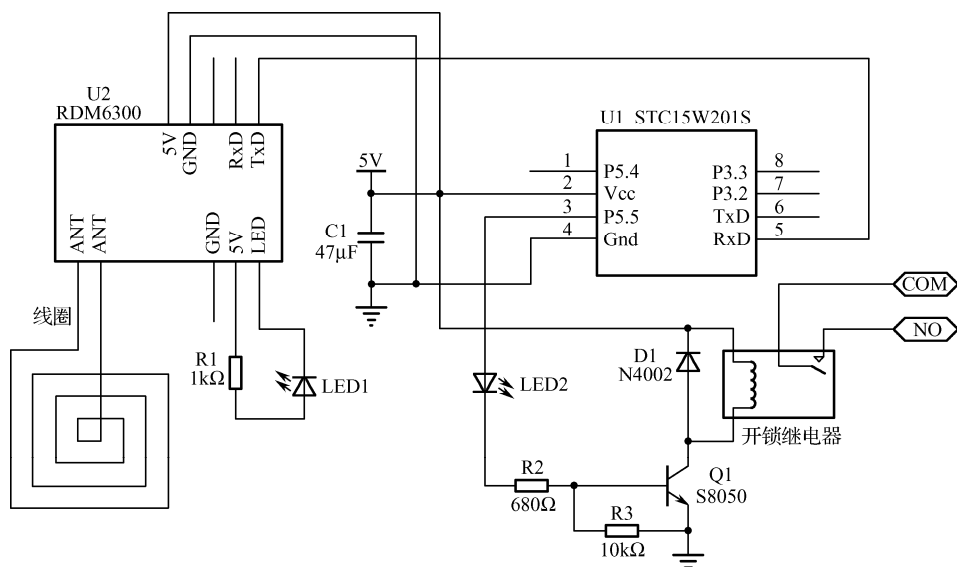 U2
RDM6300
5V
GND
RxD
TxD
ANT
ANT
GND
5V
LED
线圈
R1
1kΩ
LED1
5V
C1
47μF
U1 STC15W201S
1
P5.4
2
Vcc
3
P5.5
4
Gnd
P3.3
8
P3.2
7
TxD
6
RxD
5
COM
NO
D1
N4002
LED2
开锁继电器
R2
680Ω
Q1
S8050
R3
10kΩ